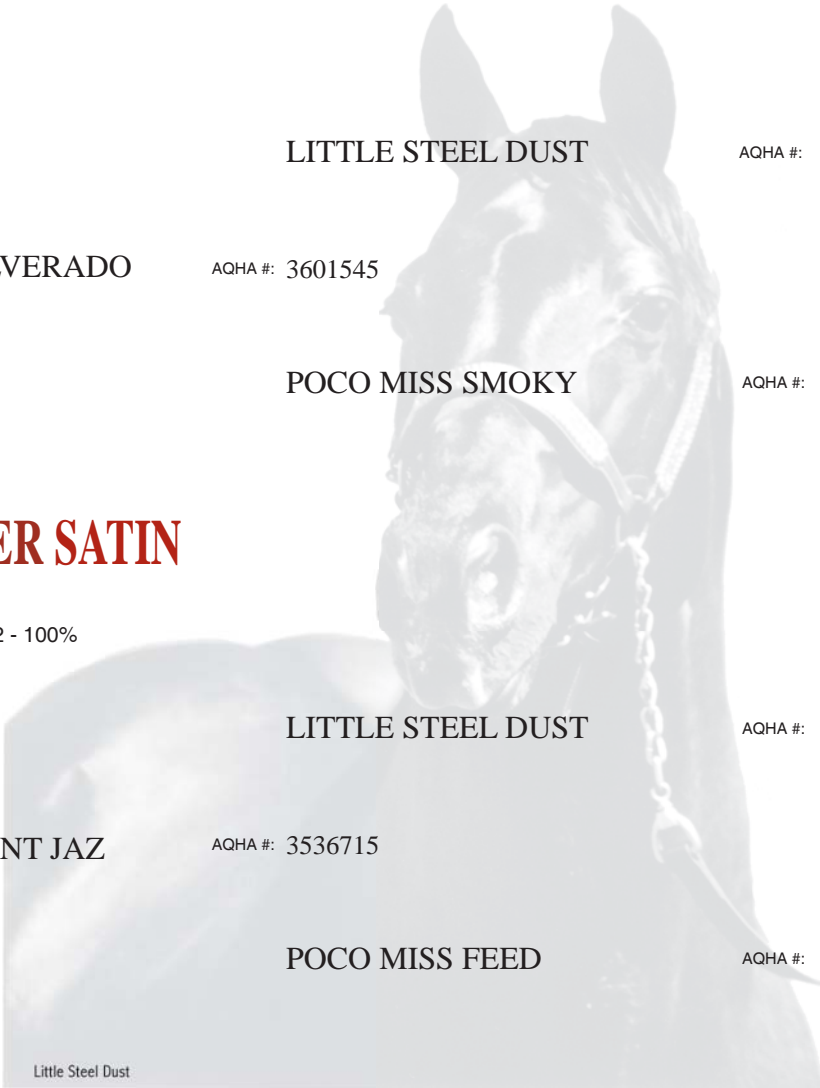 LITTLE STEEL DUST AQHA #:
VERADO AQHA #: 3601545
POCO MISS SMOKY AQHA #:
ER SATIN
2 - 100%
LITTLE STEEL DUST AQHA #:
NT JAZ AQHA #: 3536715
POCO MISS FEED AQHA #:
Little Steel Dust